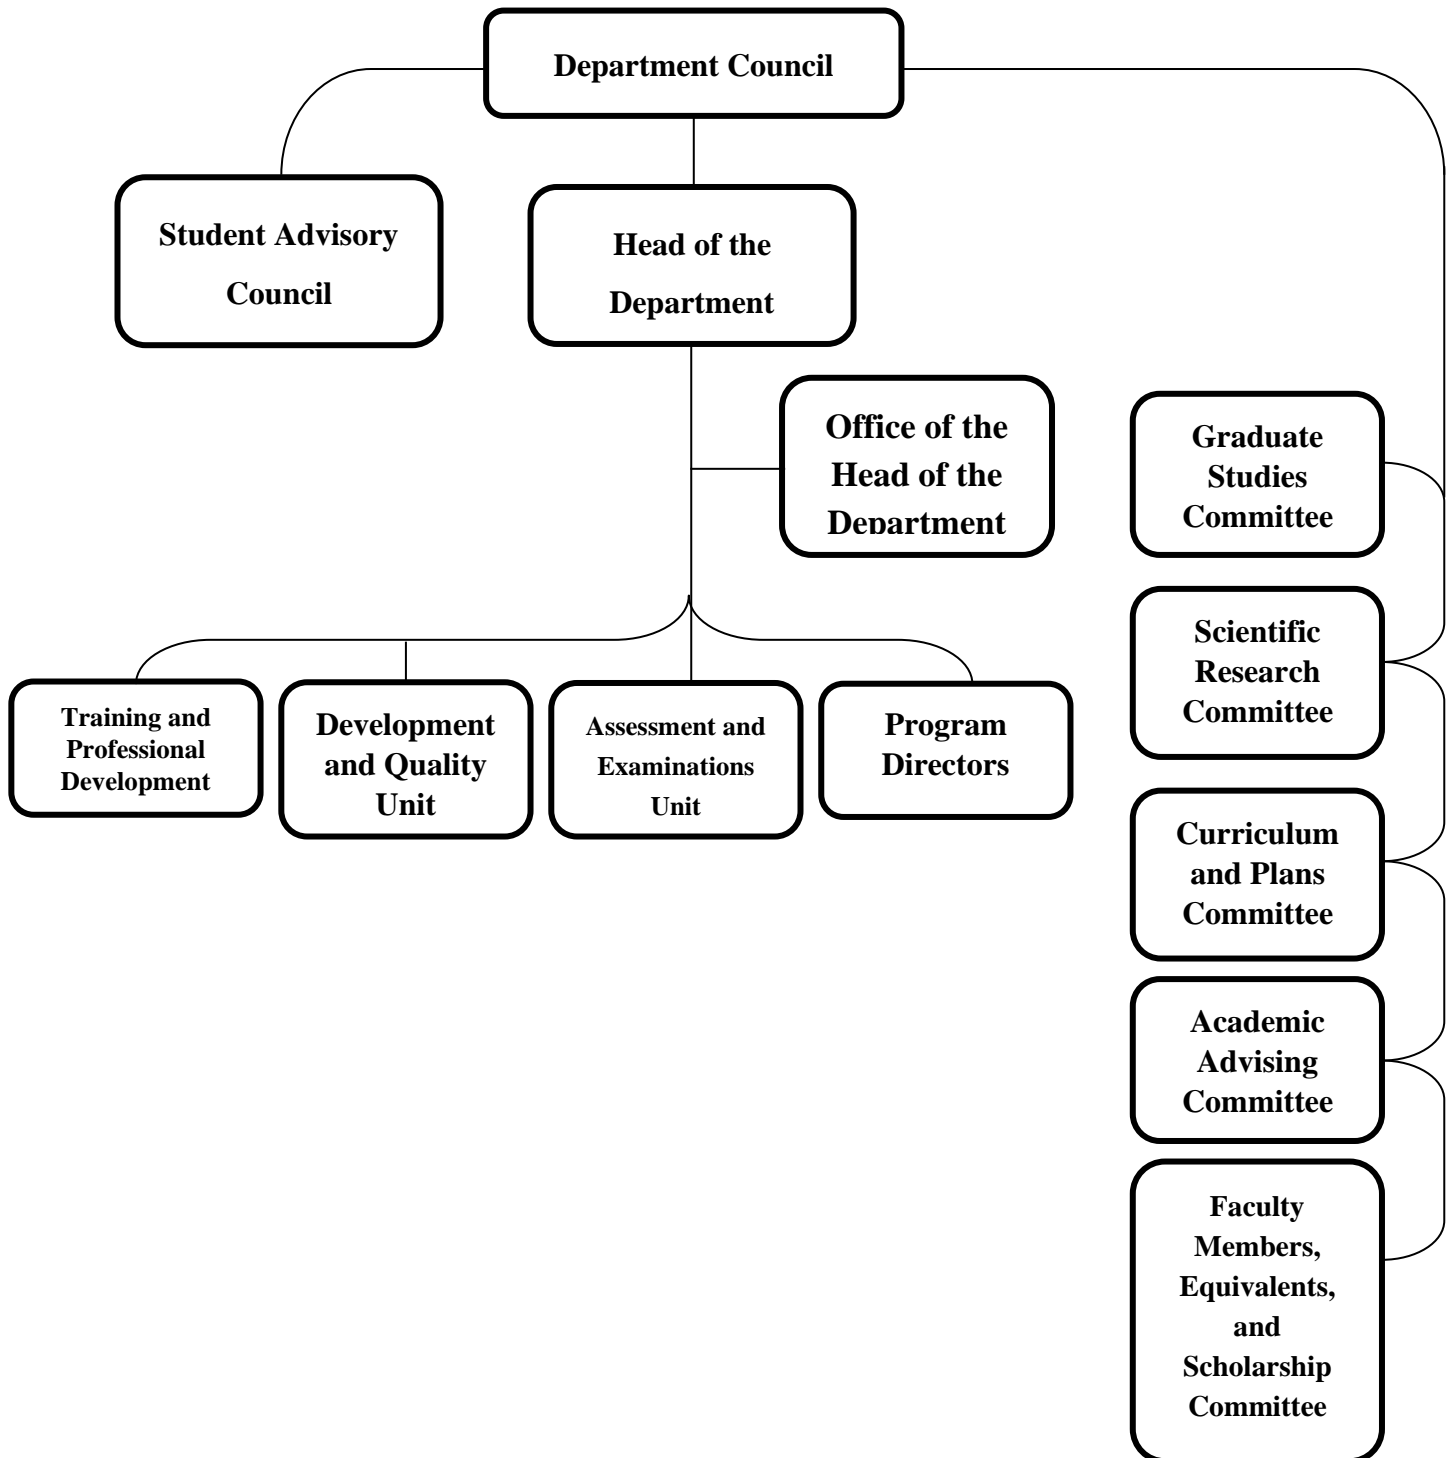 Department Council
Student Advisory
Council
Head of the
Department
Office of the
Head of the
Department
Graduate
Studies
Committee
Scientific
Research
Committee
Training and
Professional
Development
Development
and Quality
Unit
Assessment and
Examinations
Unit
Program
Directors
Curriculum
and Plans
Committee
Academic
Advising
Committee
Faculty
Members,
Equivalents,
and
Scholarship
Committee